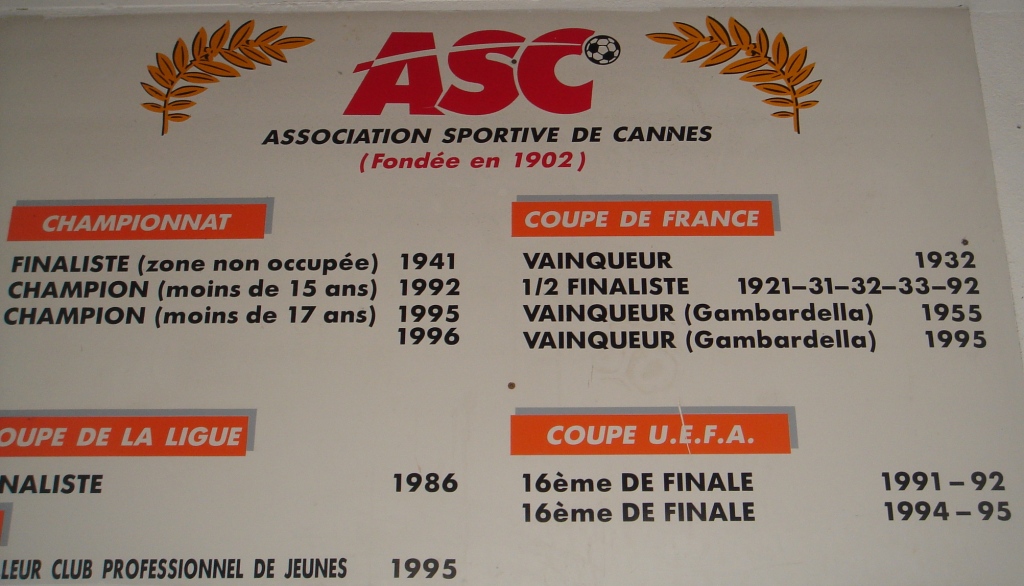 ASC
ASSOCIATION SPORTIVE DE CANNES
(Fondée en 1902)
CHAMPIONNAT
FINALISTE (zone non occupée) 1941
CHAMPION (moins de 15 ans) 1992
CHAMPION (moins de 17 ans) 1995
1996
COUPE DE FRANCE
VAINQUEUR 1932
1/2 FINALISTE 1921–31–32–33–92
VAINQUEUR (Gambardella) 1955
VAINQUEUR (Gambardella) 1995
OUPE DE LA LIGUE
NALISTE 1986
COUPE U.E.F.A.
16ème DE FINALE 1991 – 92
16ème DE FINALE 1994 – 95
LEUR CLUB PROFESSIONNEL DE JEUNES 1995